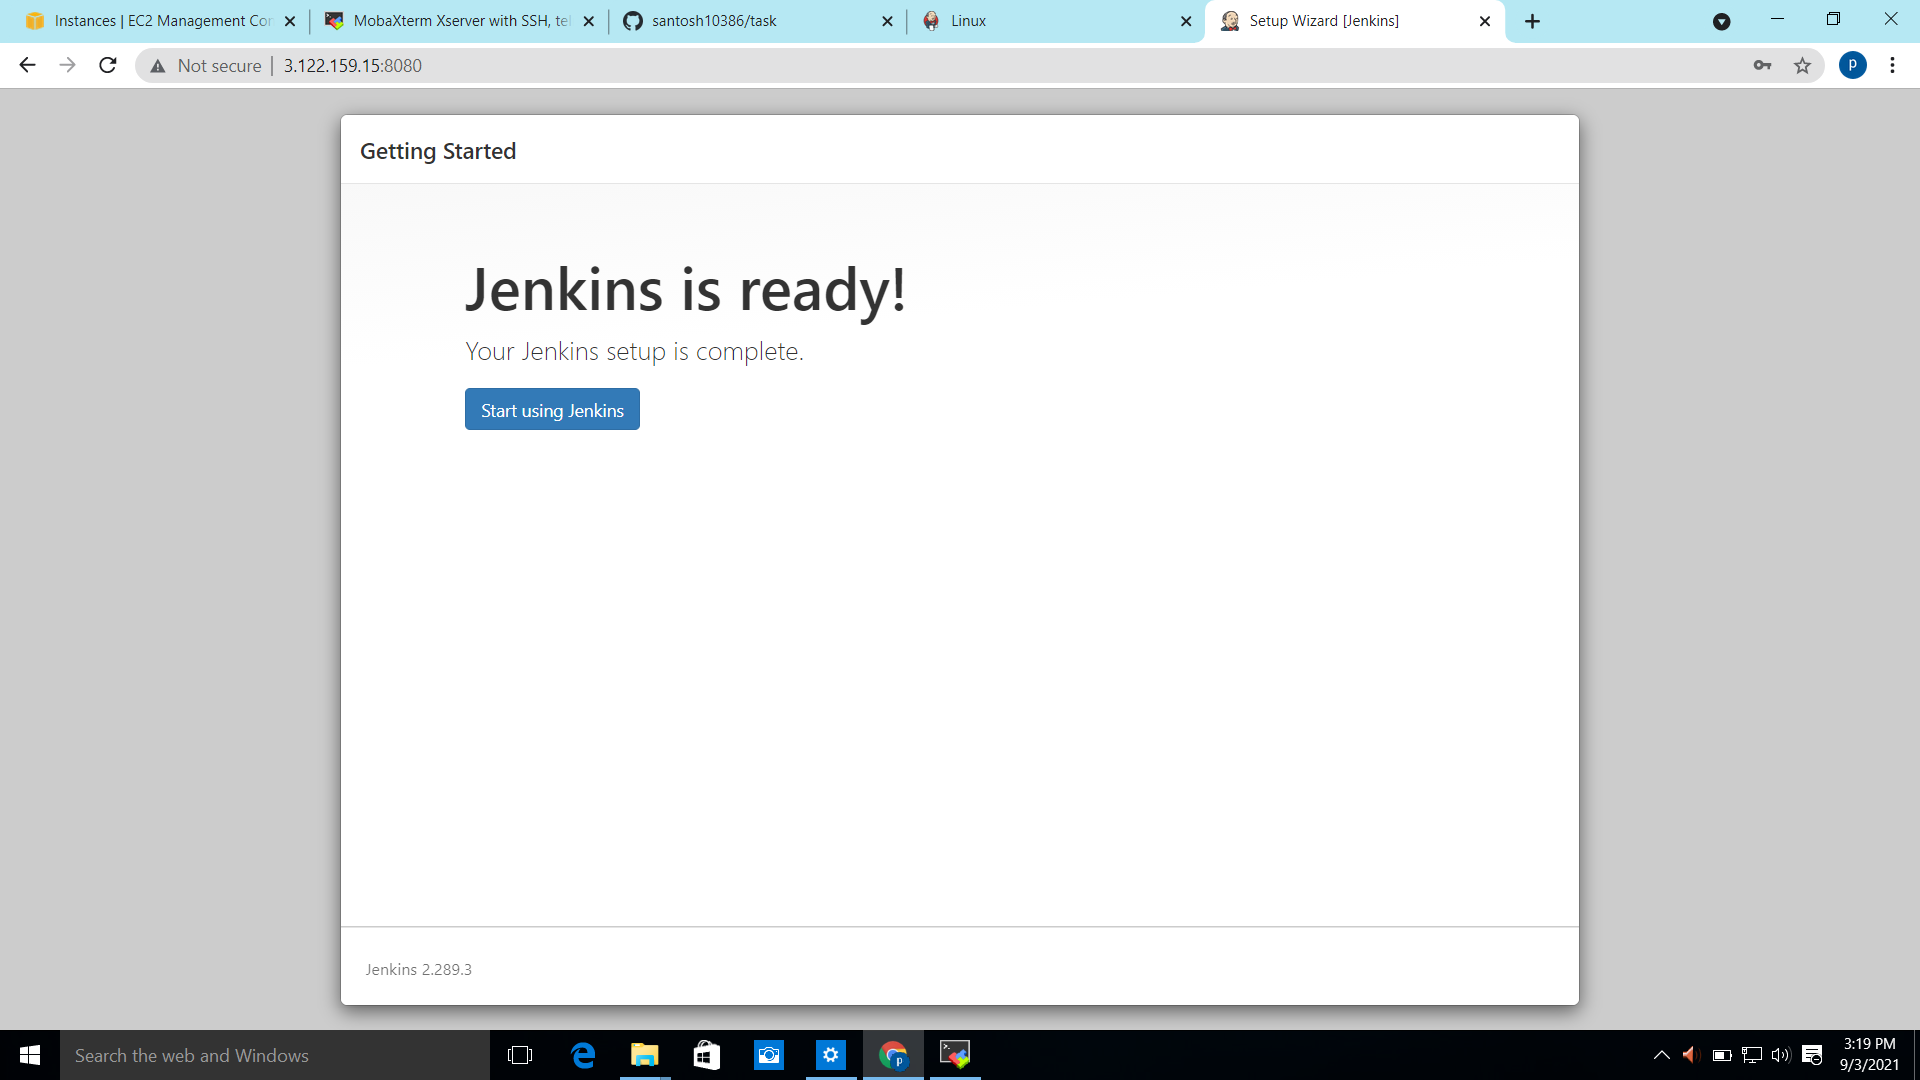 Instances | EC2 Management Con
MobaXterm Xserver with SSH, tel
santosh10386/task
Linux
Setup Wizard [Jenkins]
Not secure
3.122.159.15:8080
p
Getting Started
Jenkins is ready!
Your Jenkins setup is complete.
Start using Jenkins
Jenkins 2.289.3
Search the web and Windows
p
3:19 PM
9/3/2021